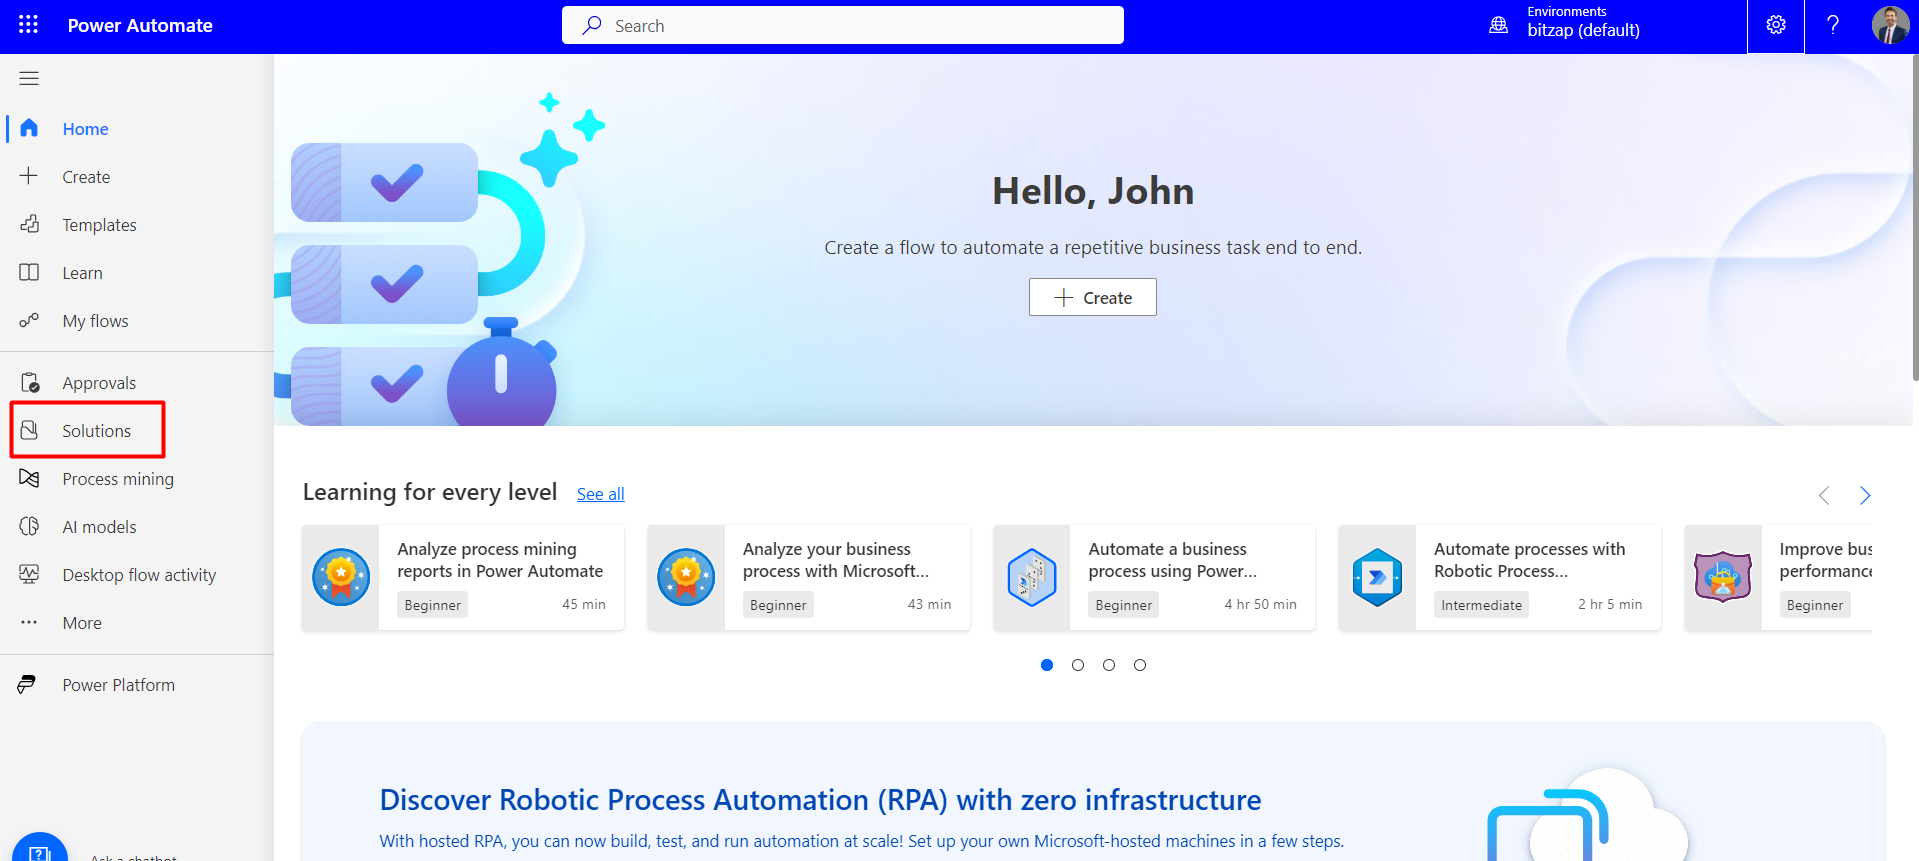 Power Automate
Search
Environments
bitzap (default)
Home
Create
Templates
Learn
My flows
Approvals
Solutions
Process mining
AI models
Desktop flow activity
More
Power Platform
Ask a chatbot
Hello, John
Create a flow to automate a repetitive business task end to end.
Create
Learning for every level See all
Analyze process mining
reports in Power Automate
Beginner 45 min
Analyze your business
process with Microsoft...
Beginner 43 min
Automate a business
process using Power...
Beginner 4 hr 50 min
Automate processes with
Robotic Process...
Intermediate 2 hr 5 min
Improve bus
performance
Beginner
Discover Robotic Process Automation (RPA) with zero infrastructure
With hosted RPA, you can now build, test, and run automation at scale! Set up your own Microsoft-hosted machines in a few steps.